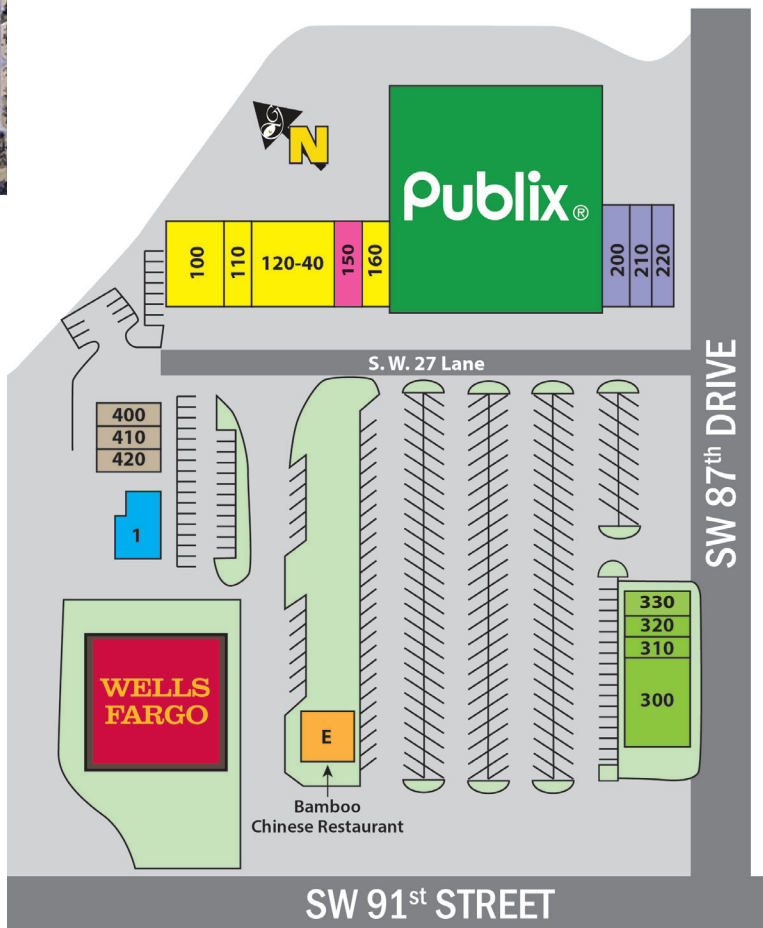 N
Publix®
100
110
120-40
150
160
200
210
220
S. W. 27 Lane
SW 87th DRIVE
400
410
420
1
330
320
310
300
WELLS
FARGO
E
Bamboo
Chinese Restaurant
SW 91st STREET